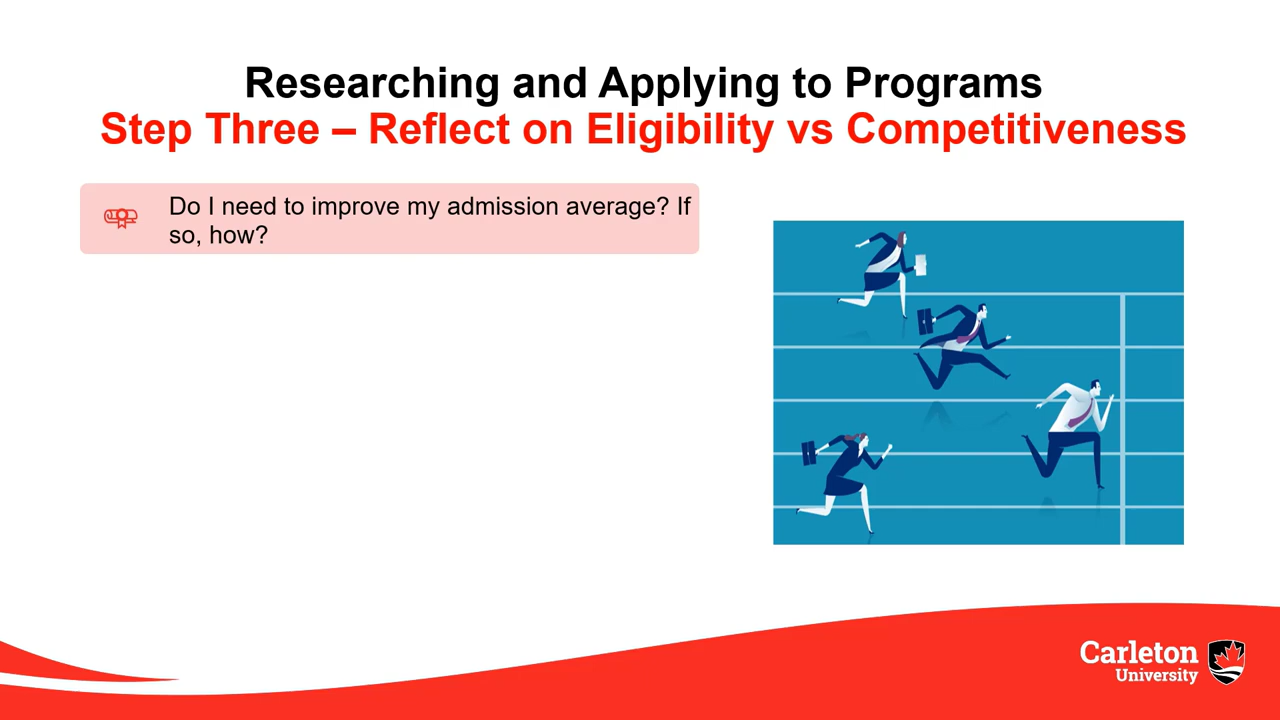 Researching and Applying to Programs
Step Three – Reflect on Eligibility vs Competitiveness
Do I need to improve my admission average? If
so, how?
Carleton
University